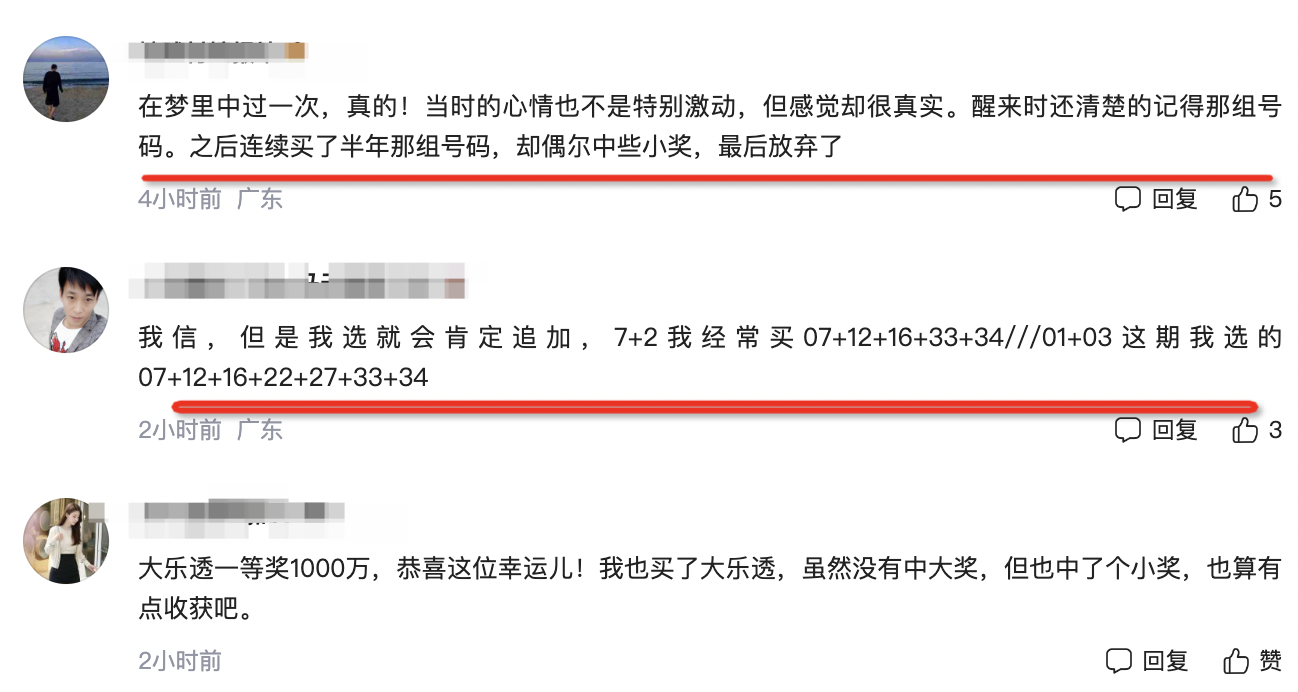 在梦里中过一次，真的！当时的心情也不是特别激动，但感觉却很真实。醒来时还清楚的记得那组号
码。之后连续买了半年那组号码，却偶尔中些小奖，最后放弃了
4小时前 广东 回复 5
我信，但是我选就会肯定追加，7+2我经常买07+12+16+33+34///01+03这期我选的
07+12+16+22+27+33+34
2小时前 广东 回复 3
大乐透一等奖1000万，恭喜这位幸运儿！我也买了大乐透，虽然没有中大奖，但也中了个小奖，也算有
点收获吧。
2小时前 回复 赞